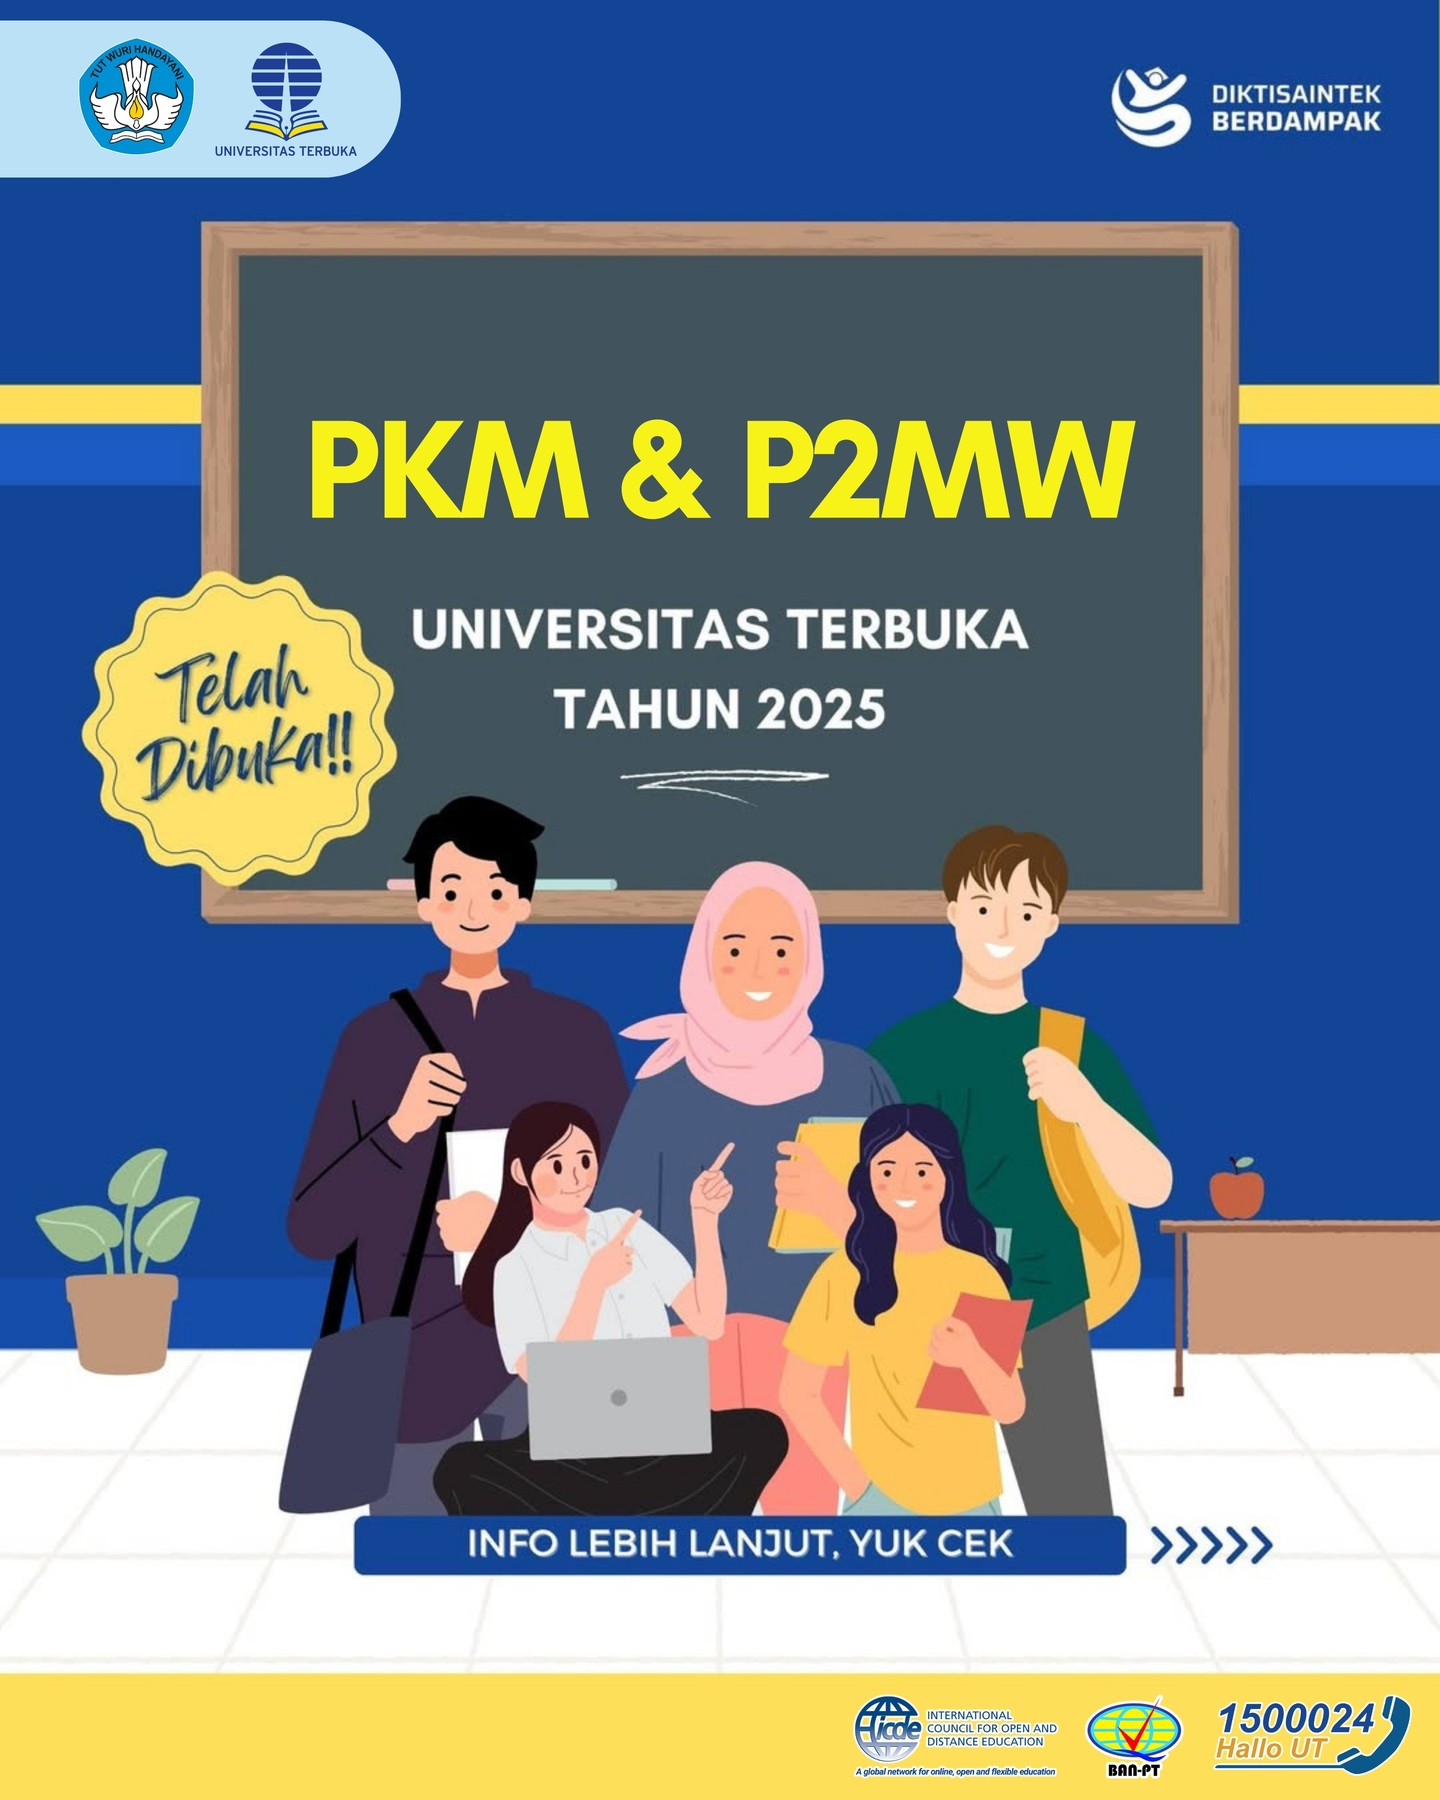 TUT WURI HANDAYANI
UNIVERSITAS TERBUKA
DIKTISAINTEK
BERDAMPAK
PKM & P2MW
UNIVERSITAS TERBUKA
TAHUN 2025
Telah
Dibuka!!
INFO LEBIH LANJUT, YUK CEK
icde
INTERNATIONAL
COUNCIL FOR OPEN AND
DISTANCE EDUCATION
A global network for online, open and flexible education
BAN-PT
1500024
Hallo UT